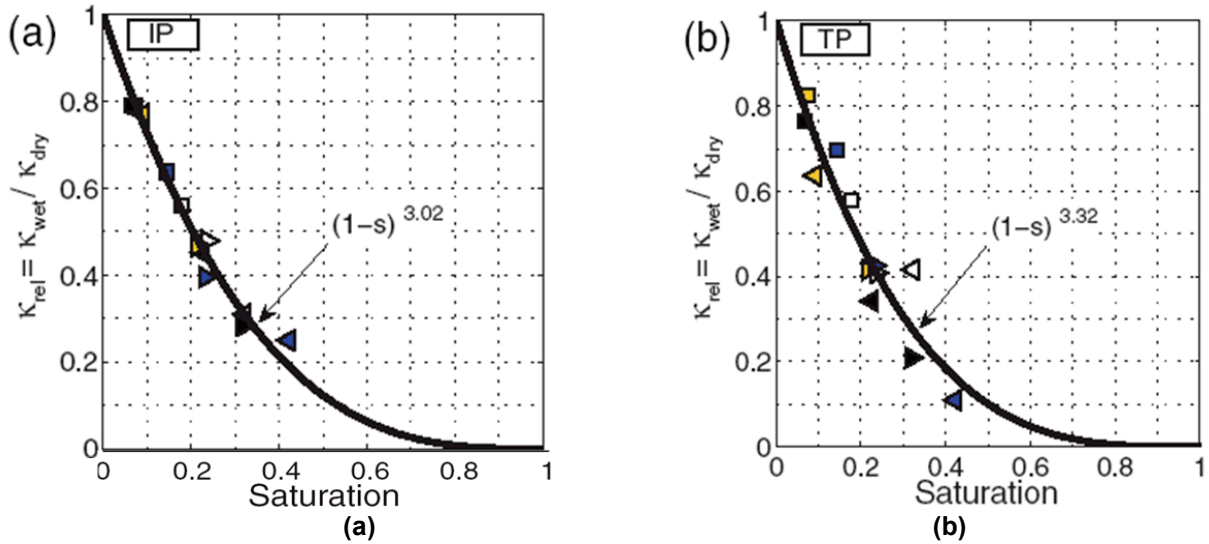 (a)
IP
1
0.8
0.6
0.4
0.2
0
κrel = κwet / κdry
(1−s) 3.02
0 0.2 0.4 0.6 0.8 1
Saturation
(a)
(b)
TP
1
0.8
0.6
0.4
0.2
0
κrel = κwet / κdry
(1−s) 3.32
0 0.2 0.4 0.6 0.8 1
Saturation
(b)